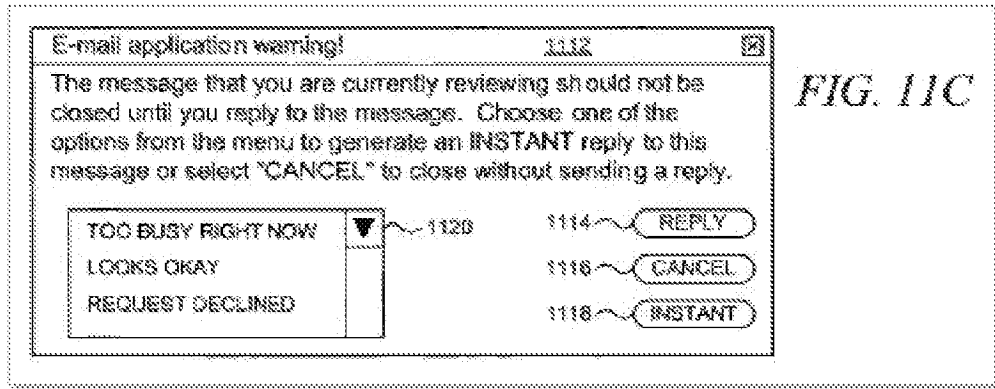 E-mail application warning! 1112
FIG. 11C
The message that you are currently reviewing should not be
closed until you reply to the message. Choose one of the
options from the menu to generate an INSTANT reply to this
message or select "CANCEL" to close without sending a reply.
TOO BUSY RIGHT NOW 1120
LOOKS OKAY
REQUEST DECLINED
1114 REPLY
1116 CANCEL
1118 INSTANT